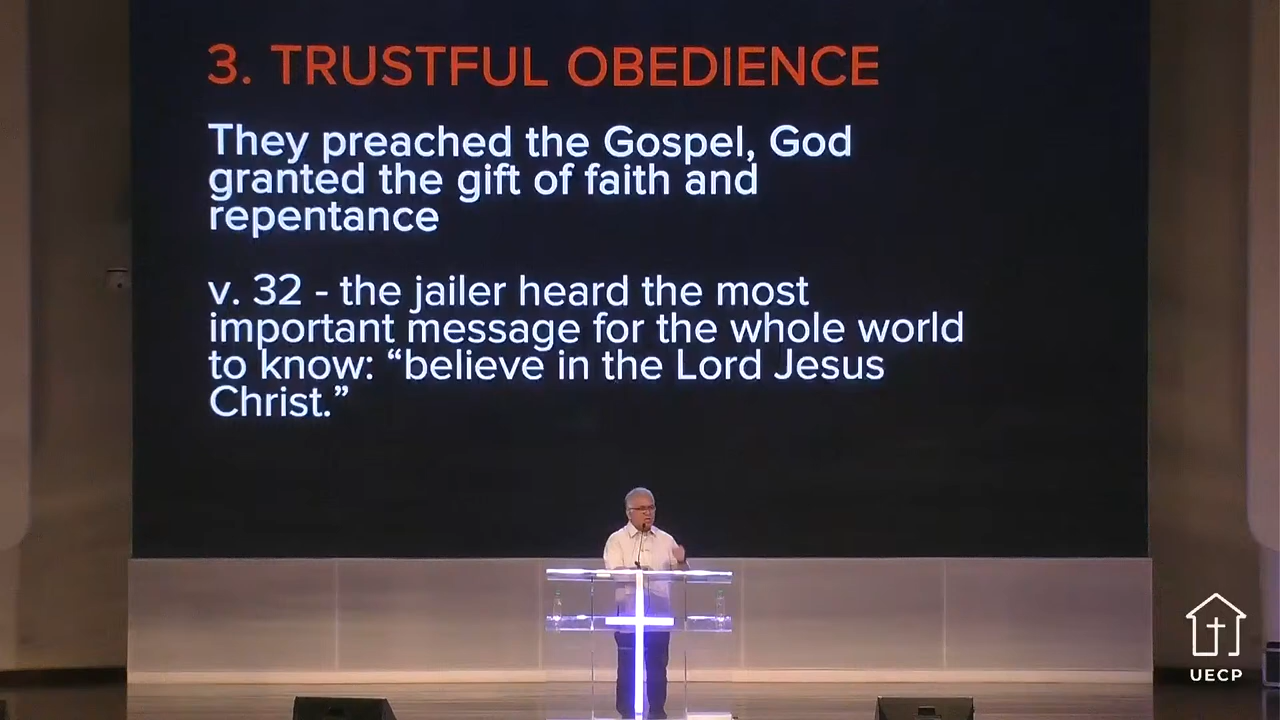 3. TRUSTFUL OBEDIENCE
They preached the Gospel, God
granted the gift of faith and
repentance
v. 32 - the jailer heard the most
important message for the whole world
to know: “believe in the Lord Jesus
Christ.”
UECP